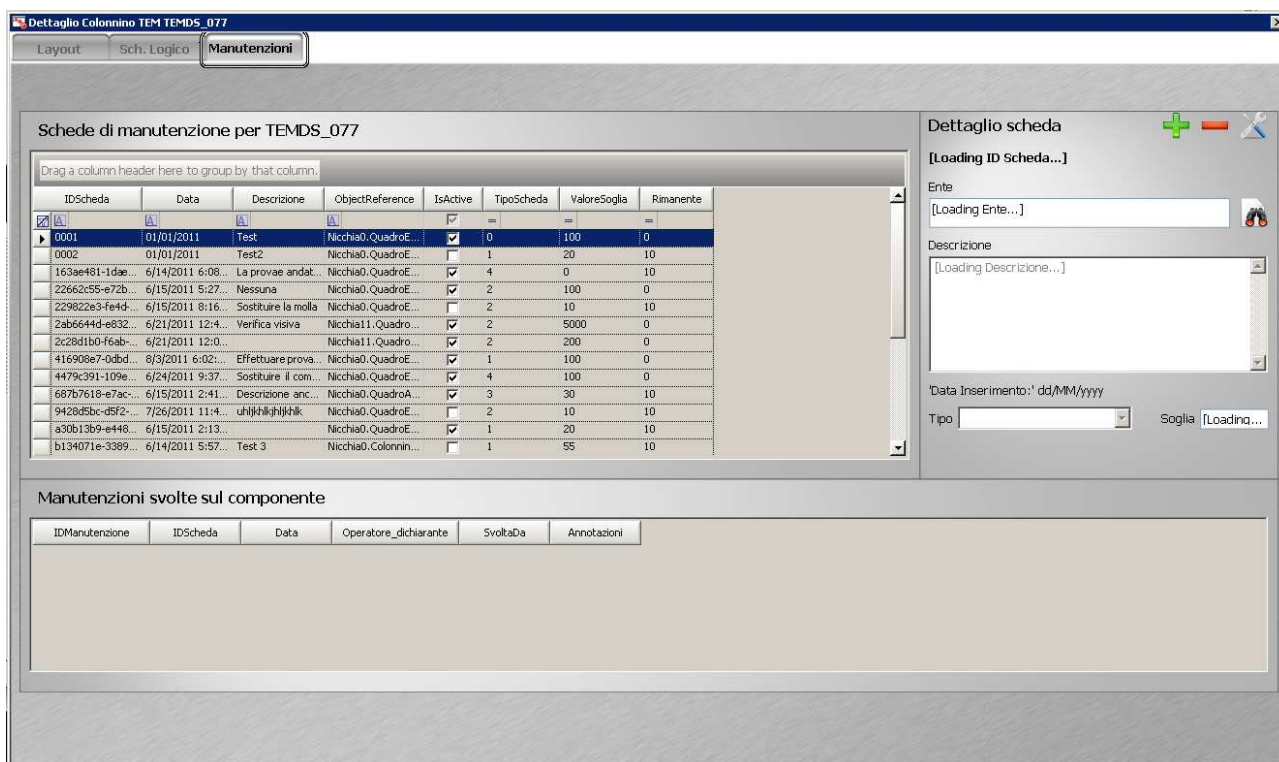 Dettaglio Colonnino TEM TEMDS_077
Layout Sch. Logico Manutenzioni
Schede di manutenzione per TEMDS_077
Drag a column header here to group by that column.
IDScheda Data Descrizione ObjectReference IsActive TipoScheda ValoreSoglia Rimanente
A A A A = = =
0001 01/01/2011 Test Nicchia0.QuadroE... 0 100 0
0002 01/01/2011 Test2 Nicchia0.QuadroE... 1 20 10
163ae481-1dae... 6/14/2011 6:08... La provae andat... Nicchia0.QuadroE... 4 0 10
22662c55-e72b... 6/15/2011 5:27... Nessuna Nicchia0.QuadroE... 2 100 0
229822e3-fe4d-... 6/15/2011 8:16... Sostituire la molla Nicchia0.QuadroE... 2 10 10
2ab6644d-e832... 6/21/2011 12:4... Verifica visiva Nicchia11.Quadro... 2 5000 0
2c28d1b0-f6ab-... 6/21/2011 12:0... Nicchia11.Quadro... 2 200 0
416908e7-0dbd... 8/3/2011 6:02:... Effettuare prova... Nicchia0.QuadroE... 1 100 0
4479c391-109e... 6/24/2011 9:37... Sostituire il com... Nicchia0.QuadroE... 4 100 0
687b7618-e7ac-... 6/15/2011 2:41... Descrizione anc... Nicchia0.QuadroA... 3 30 10
9428d5bc-d5f2-... 7/26/2011 11:4... uhljkhlkjhljkhlk Nicchia0.QuadroE... 2 10 10
a30b13b9-e448... 6/15/2011 2:13... Nicchia0.QuadroE... 1 20 10
b134071e-3389... 6/14/2011 5:57... Test 3 Nicchia0.Colonnin... 1 55 10
Dettaglio scheda
[Loading ID Scheda...]
Ente
[Loading Ente...]
Descrizione
[Loading Descrizione...]
'Data Inserimento:' dd/MM/yyyy
Tipo Soglia [Loading...
Manutenzioni svolte sul componente
IDManutenzione IDScheda Data Operatore_dichiarante SvoltaDa Annotazioni